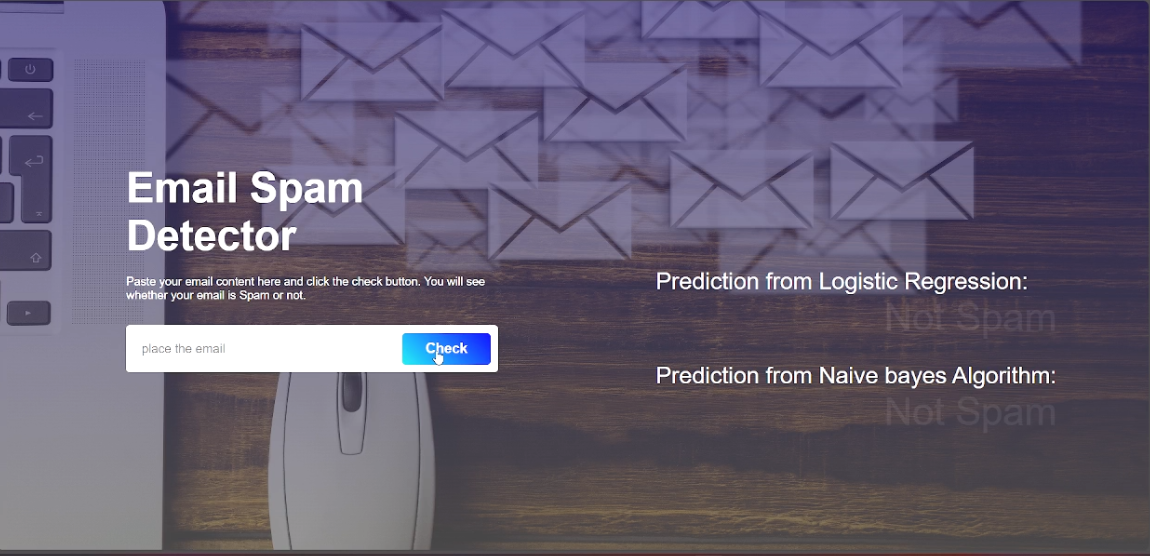 Email Spam
Detector
Paste your email content here and click the check button. You will see
whether your email is Spam or not.
place the email
Check
Prediction from Logistic Regression:
Not Spam
Prediction from Naive bayes Algorithm:
Not Spam